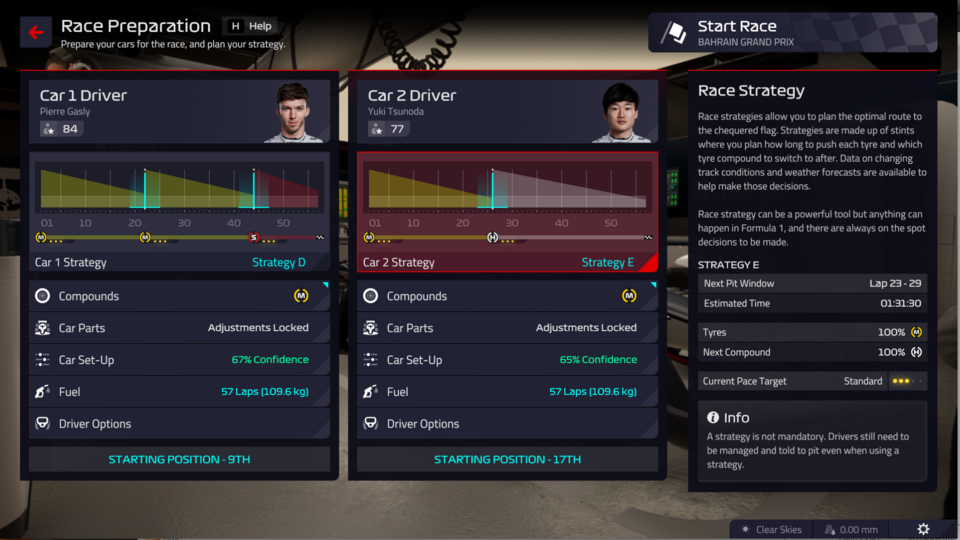 Race Preparation
H Help
Prepare your cars for the race, and plan your strategy.
Start Race
BAHRAIN GRAND PRIX
Car 1 Driver
Pierre Gasly
84
01 10 20 30 40 50
M M S
Car 1 Strategy Strategy D
Compounds M
Car Parts Adjustments Locked
Car Set-Up 67% Confidence
Fuel 57 Laps (109.6 kg)
Driver Options
STARTING POSITION - 9TH
Car 2 Driver
Yuki Tsunoda
77
01 10 20 30 40 50
M H
Car 2 Strategy Strategy E
Compounds M
Car Parts Adjustments Locked
Car Set-Up 65% Confidence
Fuel 57 Laps (109.6 kg)
Driver Options
STARTING POSITION - 17TH
Race Strategy
Race strategies allow you to plan the optimal route to
the chequered flag. Strategies are made up of stints
where you plan how long to push each tyre and which
tyre compound to switch to after. Data on changing
track conditions and weather forecasts are available to
help make those decisions.
Race strategy can be a powerful tool but anything can
happen in Formula 1, and there are always on the spot
decisions to be made.
STRATEGY E
Next Pit Window Lap 23 - 29
Estimated Time 01:31:30
Tyres 100% M
Next Compound 100% H
Current Pace Target Standard
Info
A strategy is not mandatory. Drivers still need to
be managed and told to pit even when using a
strategy.
Clear Skies 0.00 mm